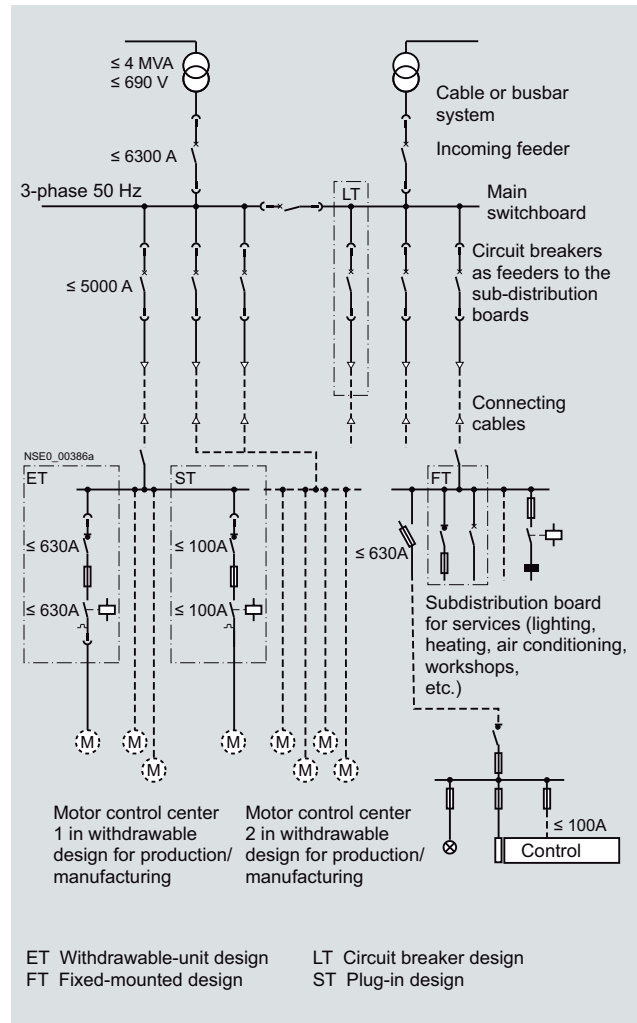 ≤ 4 MVA
≤ 690 V
Cable or busbar
system
≤ 6300 A
Incoming feeder
3-phase 50 Hz
LT
Main
switchboard
Circuit breakers
as feeders to the
sub-distribution
boards
≤ 5000 A
Connecting
cables
NSE0_00386a
ET
ST
FT
≤ 630A
≤ 100A
≤ 630A
≤ 630A
≤ 100A
Subdistribution board
for services (lighting,
heating, air conditioning,
workshops,
etc.)
M
M
M
M
M
M
M
M
Motor control center
1 in withdrawable
design for production/
manufacturing
Motor control center
2 in withdrawable
design for production/
manufacturing
≤ 100A
Control
ET Withdrawable-unit design
FT Fixed-mounted design
LT Circuit breaker design
ST Plug-in design